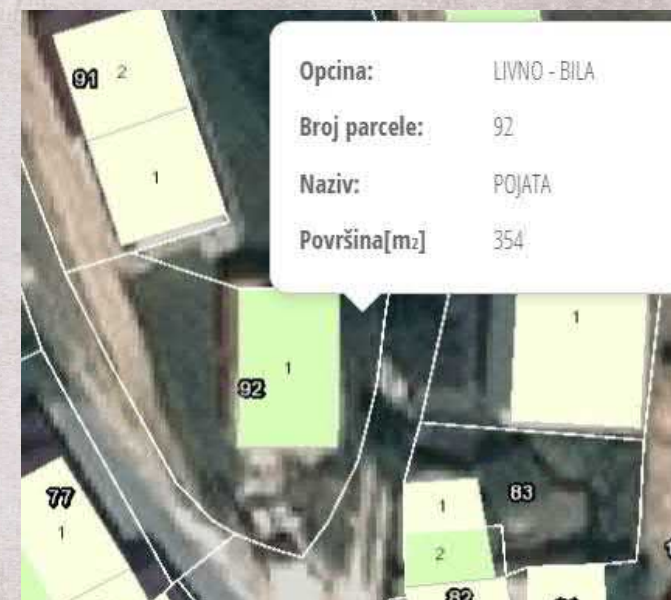 Opcina: LIVNO - BILA
Broj parcele: 92
Naziv: POJATA
Površina[m2] 354
91 2
1
1
1
92
77
1
1
83
2
82